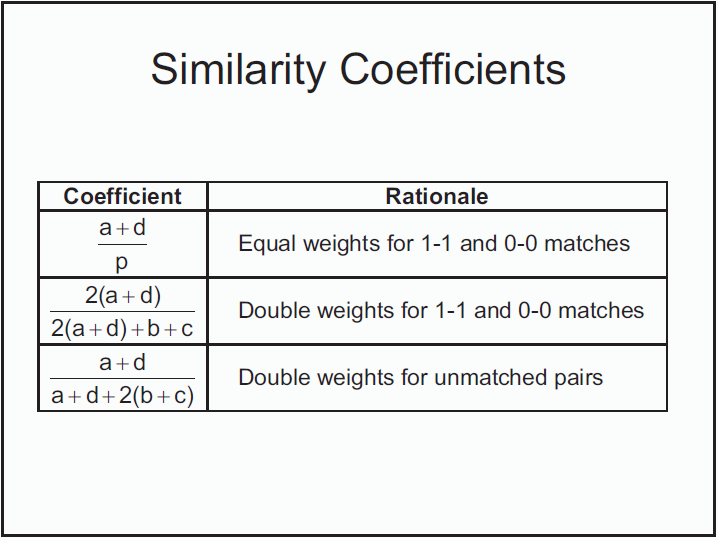 Similarity Coefficients
Coefficient Rationale
a+d
p
Equal weights for 1-1 and 0-0 matches
2(a+d)
2(a+d)+b+c
Double weights for 1-1 and 0-0 matches
a+d
a+d+2(b+c)
Double weights for unmatched pairs